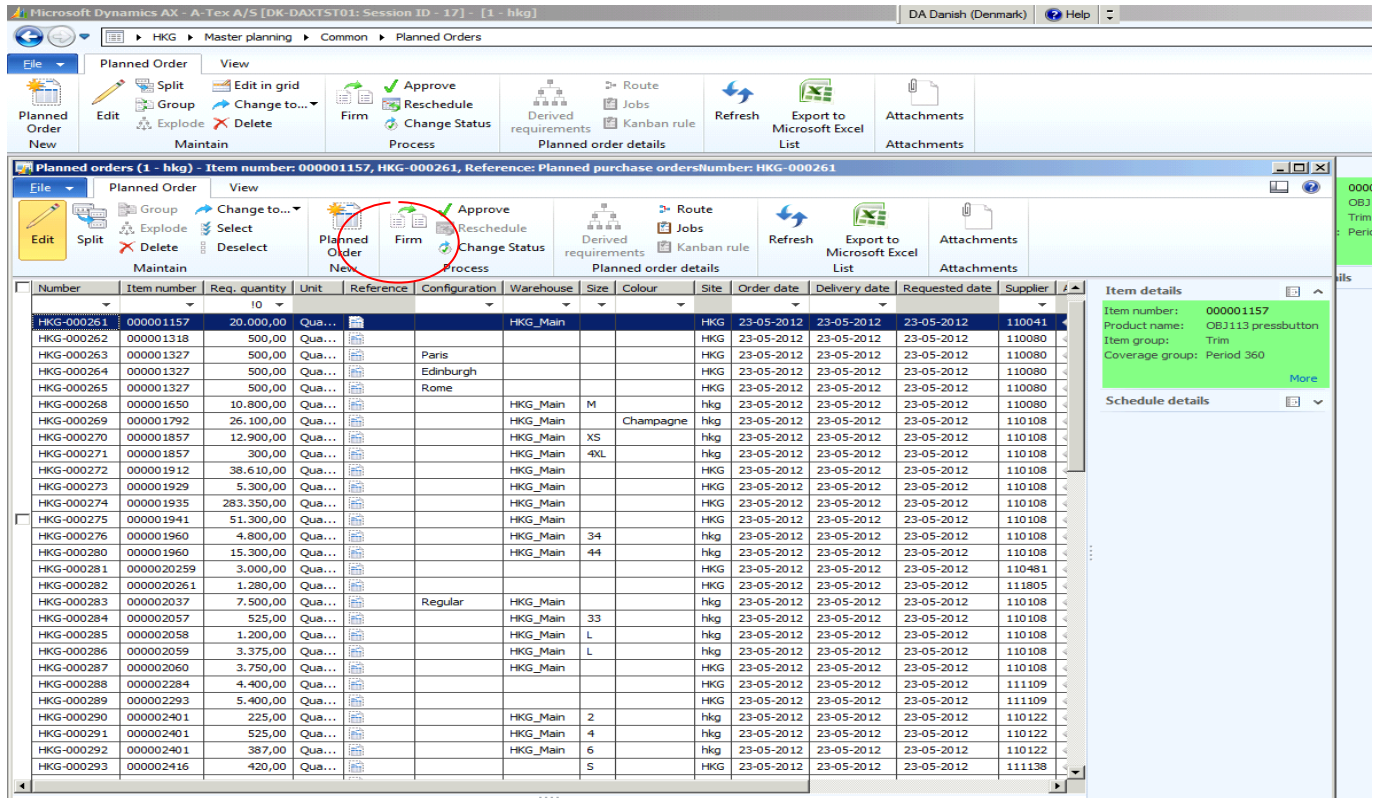 Microsoft Dynamics AX - A-Tex A/S [DK-DAXTST01: Session ID - 17] - [1 - hkg]
DA Danish (Denmark) Help
HKG Master planning Common Planned Orders
File Planned Order View
Planned Order
Edit
Split
Group
Explode
Edit in grid
Change to...
Delete
Firm
Approve
Reschedule
Change Status
Derived requirements
Route
Jobs
Kanban rule
Refresh
Export to Microsoft Excel
Attachments
New Maintain Process Planned order details List Attachments
Planned orders (1 - hkg) - Item number: 000001157, HKG-000261, Reference: Planned purchase ordersNumber: HKG-000261
File Planned Order View
Edit
Split
Group
Explode
Delete
Change to...
Select
Deselect
Planned Order
Firm
Approve
Reschedule
Change Status
Derived requirements
Route
Jobs
Kanban rule
Refresh
Export to Microsoft Excel
Attachments
Maintain New Process Planned order details List Attachments
Number Item number Req. quantity Unit Reference Configuration Warehouse Size Colour Site Order date Delivery date Requested date Supplier
!0
HKG-000261 000001157 20.000,00 Qua... HKG_Main HKG 23-05-2012 23-05-2012 23-05-2012 110041
HKG-000262 000001318 500,00 Qua... HKG 23-05-2012 23-05-2012 23-05-2012 110080
HKG-000263 000001327 500,00 Qua... Paris HKG 23-05-2012 23-05-2012 23-05-2012 110080
HKG-000264 000001327 500,00 Qua... Edinburgh HKG 23-05-2012 23-05-2012 23-05-2012 110080
HKG-000265 000001327 500,00 Qua... Rome HKG 23-05-2012 23-05-2012 23-05-2012 110080
HKG-000268 000001650 10.800,00 Qua... HKG_Main M hkg 23-05-2012 23-05-2012 23-05-2012 110080
HKG-000269 000001792 26.100,00 Qua... HKG_Main Champagne hkg 23-05-2012 23-05-2012 23-05-2012 110108
HKG-000270 000001857 12.900,00 Qua... HKG_Main XS hkg 23-05-2012 23-05-2012 23-05-2012 110108
HKG-000271 000001857 300,00 Qua... HKG_Main 4XL hkg 23-05-2012 23-05-2012 23-05-2012 110108
HKG-000272 000001912 38.610,00 Qua... HKG_Main HKG 23-05-2012 23-05-2012 23-05-2012 110108
HKG-000273 000001929 5.300,00 Qua... HKG_Main HKG 23-05-2012 23-05-2012 23-05-2012 110108
HKG-000274 000001935 283.350,00 Qua... HKG_Main HKG 23-05-2012 23-05-2012 23-05-2012 110108
HKG-000275 000001941 51.300,00 Qua... HKG_Main HKG 23-05-2012 23-05-2012 23-05-2012 110108
HKG-000276 000001960 4.800,00 Qua... HKG_Main 34 hkg 23-05-2012 23-05-2012 23-05-2012 110108
HKG-000280 000001960 15.300,00 Qua... HKG_Main 44 hkg 23-05-2012 23-05-2012 23-05-2012 110108
HKG-000281 0000020259 3.000,00 Qua... HKG 23-05-2012 23-05-2012 23-05-2012 110481
HKG-000282 0000020261 1.280,00 Qua... HKG 23-05-2012 23-05-2012 23-05-2012 111805
HKG-000283 000002037 7.500,00 Qua... Regular HKG_Main hkg 23-05-2012 23-05-2012 23-05-2012 110108
HKG-000284 000002057 525,00 Qua... HKG_Main 33 hkg 23-05-2012 23-05-2012 23-05-2012 110108
HKG-000285 000002058 1.200,00 Qua... HKG_Main L hkg 23-05-2012 23-05-2012 23-05-2012 110108
HKG-000286 000002059 3.375,00 Qua... HKG_Main L hkg 23-05-2012 23-05-2012 23-05-2012 110108
HKG-000287 000002060 3.750,00 Qua... HKG_Main HKG 23-05-2012 23-05-2012 23-05-2012 110108
HKG-000288 000002284 4.400,00 Qua... HKG 23-05-2012 23-05-2012 23-05-2012 111109
HKG-000289 000002293 5.400,00 Qua... HKG 23-05-2012 23-05-2012 23-05-2012 111109
HKG-000290 000002401 225,00 Qua... HKG_Main 2 hkg 23-05-2012 23-05-2012 23-05-2012 110122
HKG-000291 000002401 525,00 Qua... HKG_Main 4 hkg 23-05-2012 23-05-2012 23-05-2012 110122
HKG-000292 000002401 387,00 Qua... HKG_Main 6 hkg 23-05-2012 23-05-2012 23-05-2012 110122
HKG-000293 000002416 420,00 Qua... S HKG 23-05-2012 23-05-2012 23-05-2012 111138
Item details
Item number: 000001157
Product name: OBJ113 pressbutton
Item group: Trim
Coverage group: Period 360
More
Schedule details
OBJ
Trim